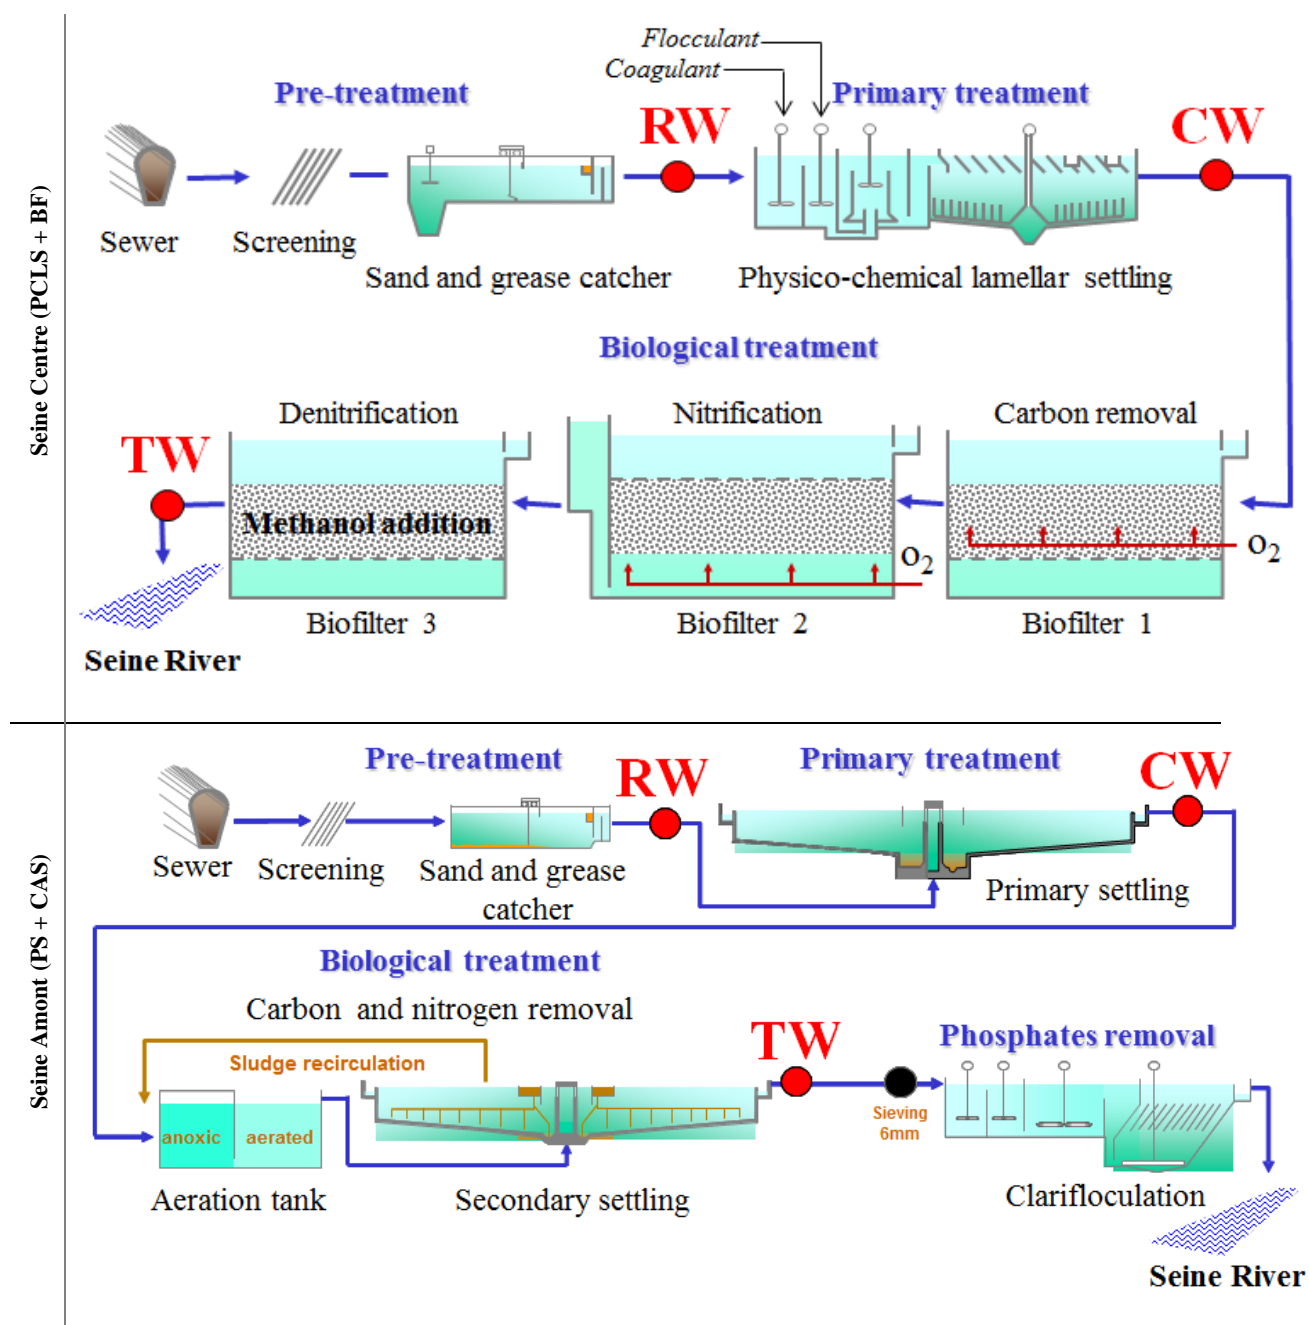 Seine Centre (PCLS + BF)
Flocculant
Coagulant
Pre-treatment
Primary treatment
RW
CW
Sewer
Screening
Sand and grease catcher
Physico-chemical lamellar settling
Biological treatment
Denitrification
Nitrification
Carbon removal
TW
Methanol addition
O2
O2
Biofilter 3
Biofilter 2
Biofilter 1
Seine River
Seine Amont (PS + CAS)
Pre-treatment
Primary treatment
RW
CW
Sewer
Screening
Sand and grease
catcher
Primary settling
Biological treatment
Carbon and nitrogen removal
Sludge recirculation
TW
Phosphates removal
anoxic
aerated
Sieving
6mm
Aeration tank
Secondary settling
Clarifloculation
Seine River